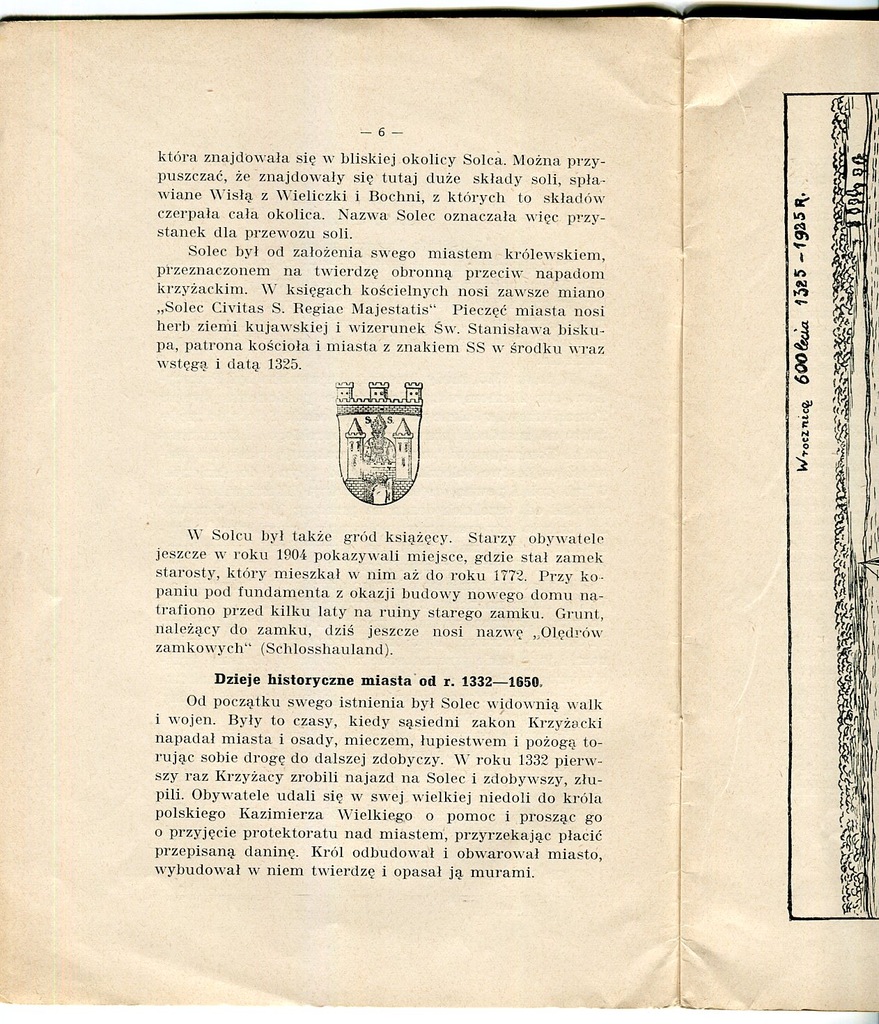 — 6 —
która znajdowała się w bliskiej okolicy Solca. Można przy-
puszczać, że znajdowały się tutaj duże składy soli, spła-
wiane Wisłą z Wieliczki i Bochni, z których to składów
czerpała cała okolica. Nazwa Solec oznaczała więc przy-
stanek dla przewozu soli.
Solec był od założenia swego miastem królewskiem,
przeznaczonem na twierdzę obronną przeciw napadom
krzyżackim. W księgach kościelnych nosi zawsze miano
„Solec Civitas S. Regiae Majestatis“ Pieczęć miasta nosi
herb ziemi kujawskiej i wizerunek Św. Stanisława bisku-
pa, patrona kościoła i miasta z znakiem SS w środku wraz
wstęgą i datą 1325.
S. S.
W Solcu był także gród książęcy. Starzy obywatele
jeszcze w roku 1904 pokazywali miejsce, gdzie stał zamek
starosty, który mieszkał w nim aż do roku 1772. Przy ko-
paniu pod fundamenta z okazji budowy nowego domu na-
trafiono przed kilku laty na ruiny starego zamku. Grunt,
należący do zamku, dziś jeszcze nosi nazwę „Olędrów
zamkowych“ (Schlosshauland).
Dzieje historyczne miasta od r. 1332—1650.
Od początku swego istnienia był Solec widownią walk
i wojen. Były to czasy, kiedy sąsiedni zakon Krzyżacki
napadał miasta i osady, mieczem, łupiestwem i pożogą to-
rując sobie drogę do dalszej zdobyczy. W roku 1332 pierw-
szy raz Krzyżacy zrobili najazd na Solec i zdobywszy, złu-
pili. Obywatele udali się w swej wielkiej niedoli do króla
polskiego Kazimierza Wielkiego o pomoc i prosząc go
o przyjęcie protektoratu nad miastem, przyrzekając płacić
przepisaną daninę. Król odbudował i obwarował miasto,
wybudował w niem twierdzę i opasał ją murami.
W rocznicę 600 lecia 1325 - 1925 R.